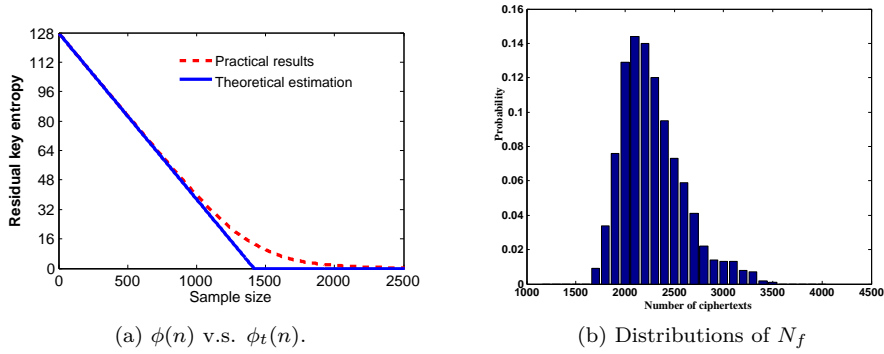 128
112
96
80
64
48
32
16
0
Residual key entropy
Practical results
Theoretical estimation
0 500 1000 1500 2000 2500
Sample size
(a) ϕ(n) v.s. ϕt(n).
0.16
0.14
0.12
0.1
0.08
0.06
0.04
0.02
0
Probability
1000 1500 2000 2500 3000 3500 4000 4500
Number of ciphertexts
(b) Distributions of Nf